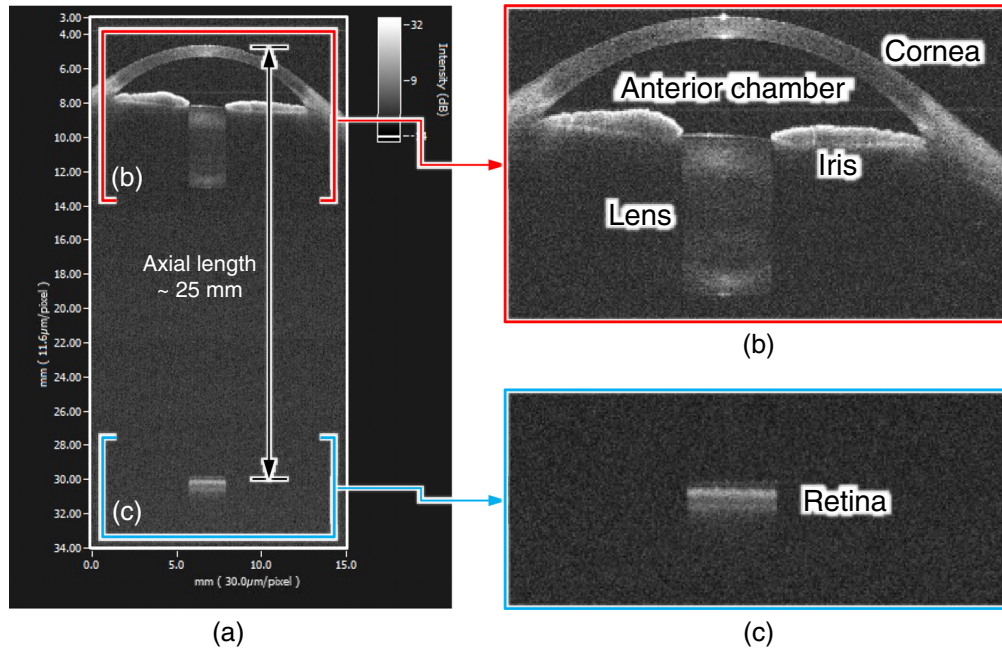 3.00
4.00
6.00
8.00
10.00
12.00
14.00
16.00
18.00
20.00
22.00
24.00
26.00
28.00
30.00
32.00
34.00
mm ( 11.6µm/pixel)
0.0
5.0
10.0
15.0
mm ( 30.0µm/pixel)
32
-9
Intensity (dB)
(b)
Axial length
~ 25 mm
(c)
(a)
Cornea
Anterior chamber
Iris
Lens
(b)
Retina
(c)